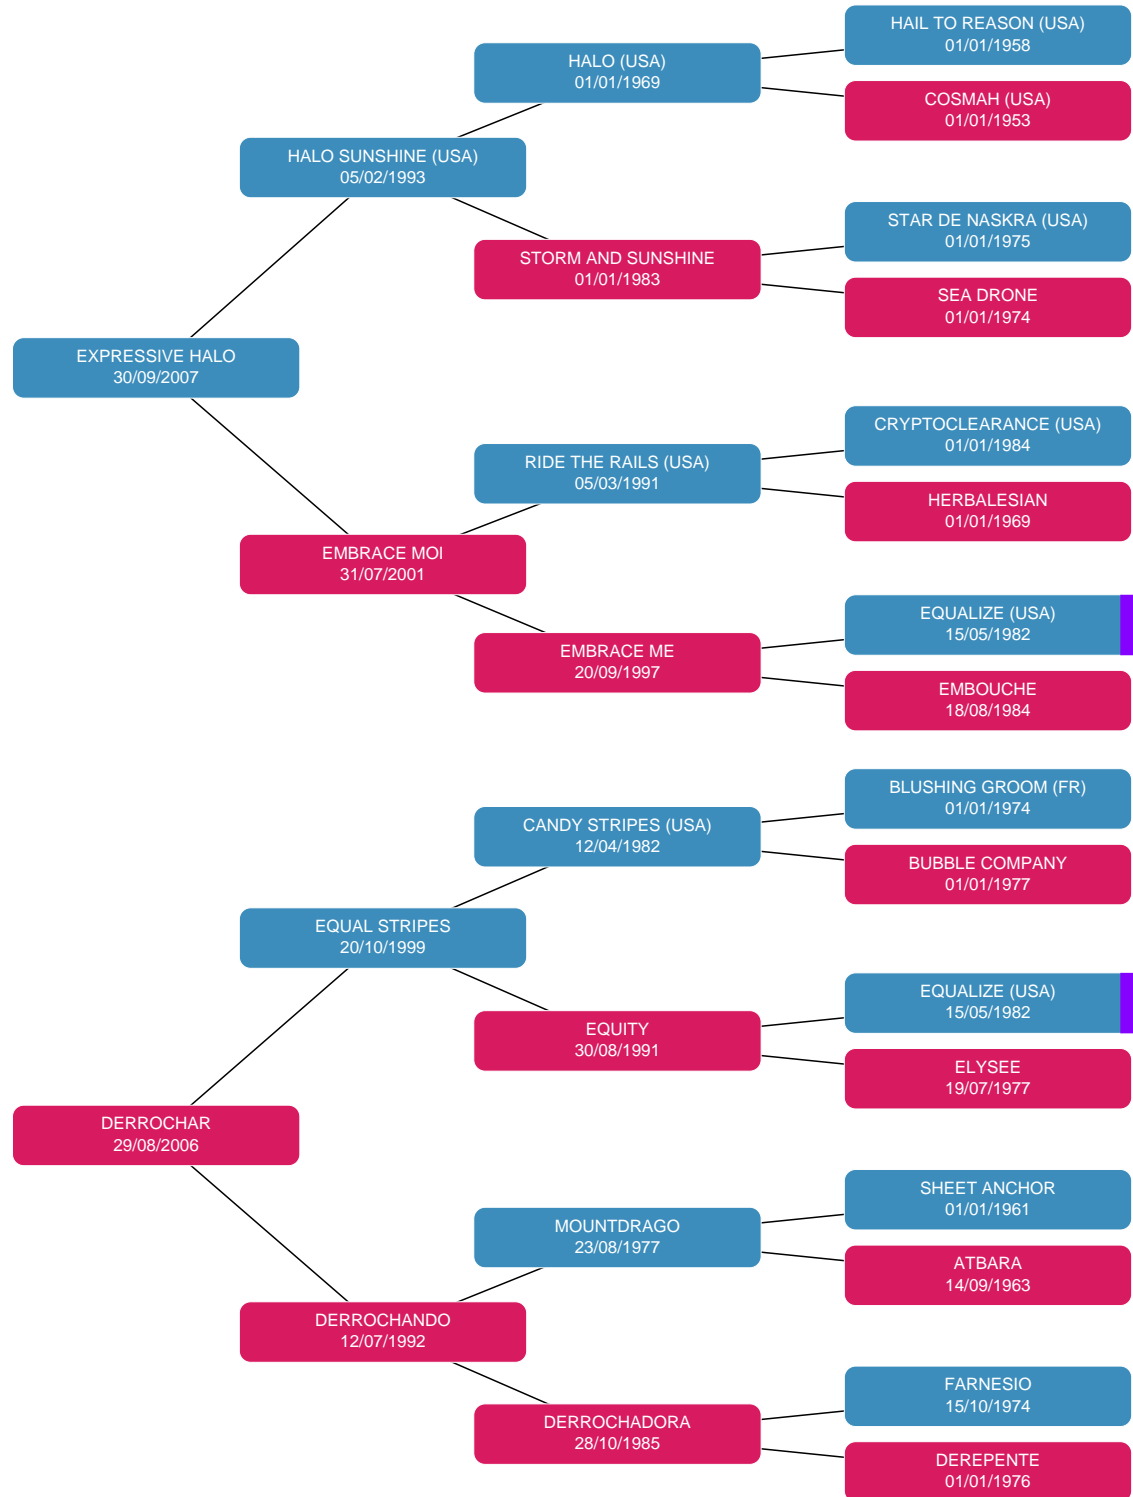 HAIL TO REASON (USA)
01/01/1958
HALO (USA)
01/01/1969
COSMAH (USA)
01/01/1953
HALO SUNSHINE (USA)
05/02/1993
STAR DE NASKRA (USA)
01/01/1975
STORM AND SUNSHINE
01/01/1983
SEA DRONE
01/01/1974
EXPRESSIVE HALO
30/09/2007
CRYPTOCLEARANCE (USA)
01/01/1984
RIDE THE RAILS (USA)
05/03/1991
HERBALESIAN
01/01/1969
EMBRACE MOI
31/07/2001
EQUALIZE (USA)
15/05/1982
EMBRACE ME
20/09/1997
EMBOUCHE
18/08/1984
BLUSHING GROOM (FR)
01/01/1974
CANDY STRIPES (USA)
12/04/1982
BUBBLE COMPANY
01/01/1977
EQUAL STRIPES
20/10/1999
EQUALIZE (USA)
15/05/1982
EQUITY
30/08/1991
ELYSEE
19/07/1977
DERROCHAR
29/08/2006
SHEET ANCHOR
01/01/1961
MOUNTDRAGO
23/08/1977
ATBARA
14/09/1963
DERROCHANDO
12/07/1992
FARNESIO
15/10/1974
DERROCHADORA
28/10/1985
DEREPENTE
01/01/1976